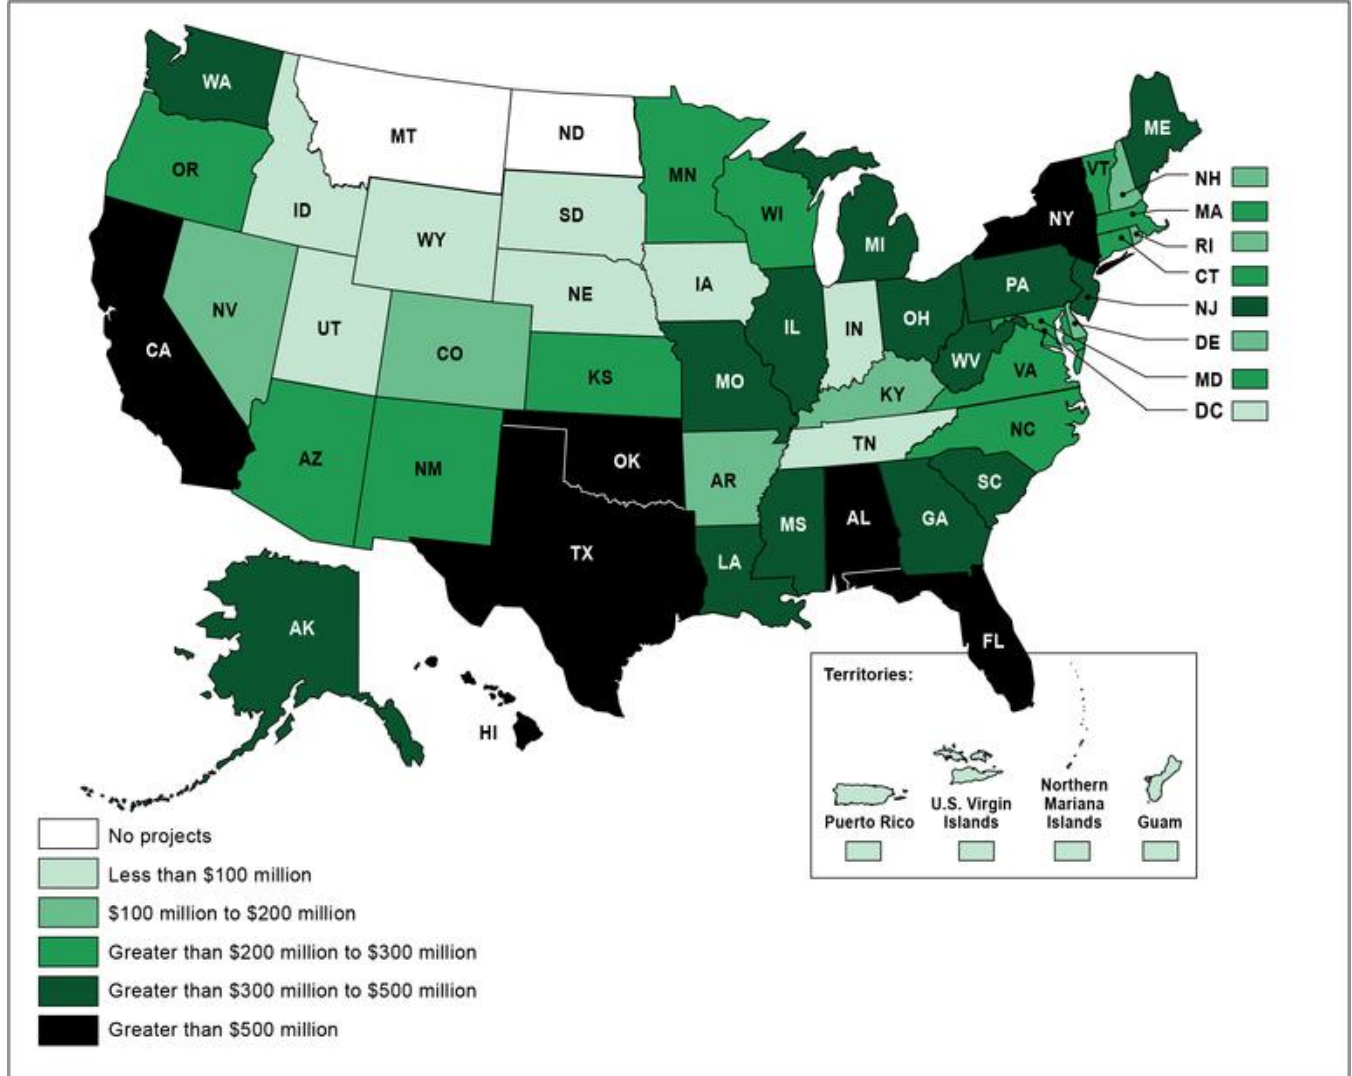 WA
MT
ND
MN
ME
OR
ID
SD
WI
VT
NH
WY
MI
NY
MA
RI
NE
IA
PA
CT
NV
UT
CO
IL
IN
OH
NJ
CA
KS
MO
WV
VA
DE
KY
MD
DC
AZ
NM
OK
AR
TN
NC
SC
TX
MS
AL
GA
LA
AK
FL
HI
Territories:
Puerto Rico
U.S. Virgin
Islands
Northern
Mariana
Islands
Guam
No projects
Less than $100 million
$100 million to $200 million
Greater than $200 million to $300 million
Greater than $300 million to $500 million
Greater than $500 million